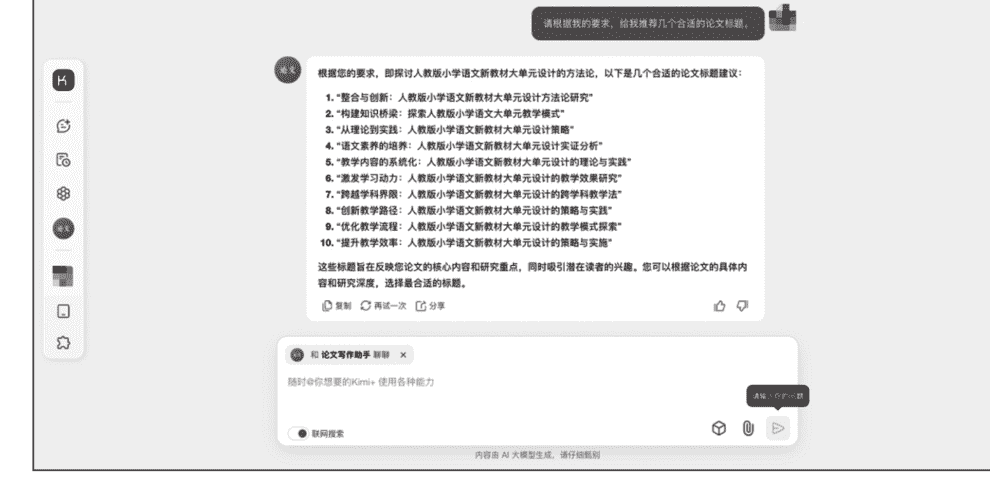 请根据我的要求，给我推荐几个合适的论文标题。
论文
根据您的要求，即探讨人教版小学语文新教材大单元设计的方法论，以下是几个合适的论文标题建议：
1. “整合与创新：人教版小学语文新教材大单元设计方法论研究”
2. “构建知识桥梁：探索人教版小学语文大单元教学模式”
3. “从理论到实践：人教版小学语文新教材大单元设计策略”
4. “语文素养的培养：人教版小学语文新教材大单元设计实证分析”
5. “教学内容的系统化：人教版小学语文新教材大单元设计的理论与实践”
6. “激发学习动力：人教版小学语文新教材大单元设计的教学效果研究”
7. “跨越学科界限：人教版小学语文新教材大单元设计的跨学科教学法”
8. “创新教学路径：人教版小学语文新教材大单元设计的策略与实践”
9. “优化教学流程：人教版小学语文新教材大单元设计的教学模式探索”
10. “提升教学效率：人教版小学语文新教材大单元设计的策略与实施”
这些标题旨在反映您论文的核心内容和研究重点，同时吸引潜在读者的兴趣。您可以根据论文的具体内
容和研究深度，选择最合适的标题。
复制 再试一次 分享
和 论文写作助手 聊聊 ×
随时@你想要的Kimi+ 使用各种能力
联网搜索
内容由 AI 大模型生成，请仔细甄别